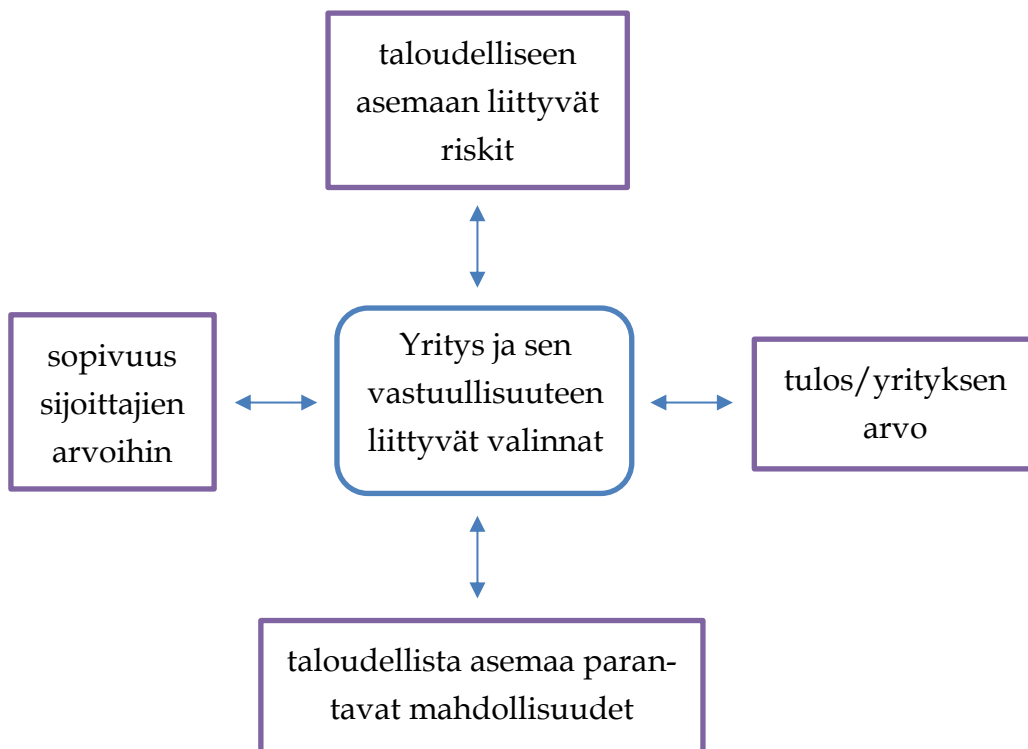 taloudelliseen
asemaan liittyvät
riskit
sopivuus
sijoittajien
arvoihin
Yritys ja sen
vastuullisuuteen
liittyvät valinnat
tulos/yrityksen
arvo
taloudellista asemaa paran-
tavat mahdollisuudet